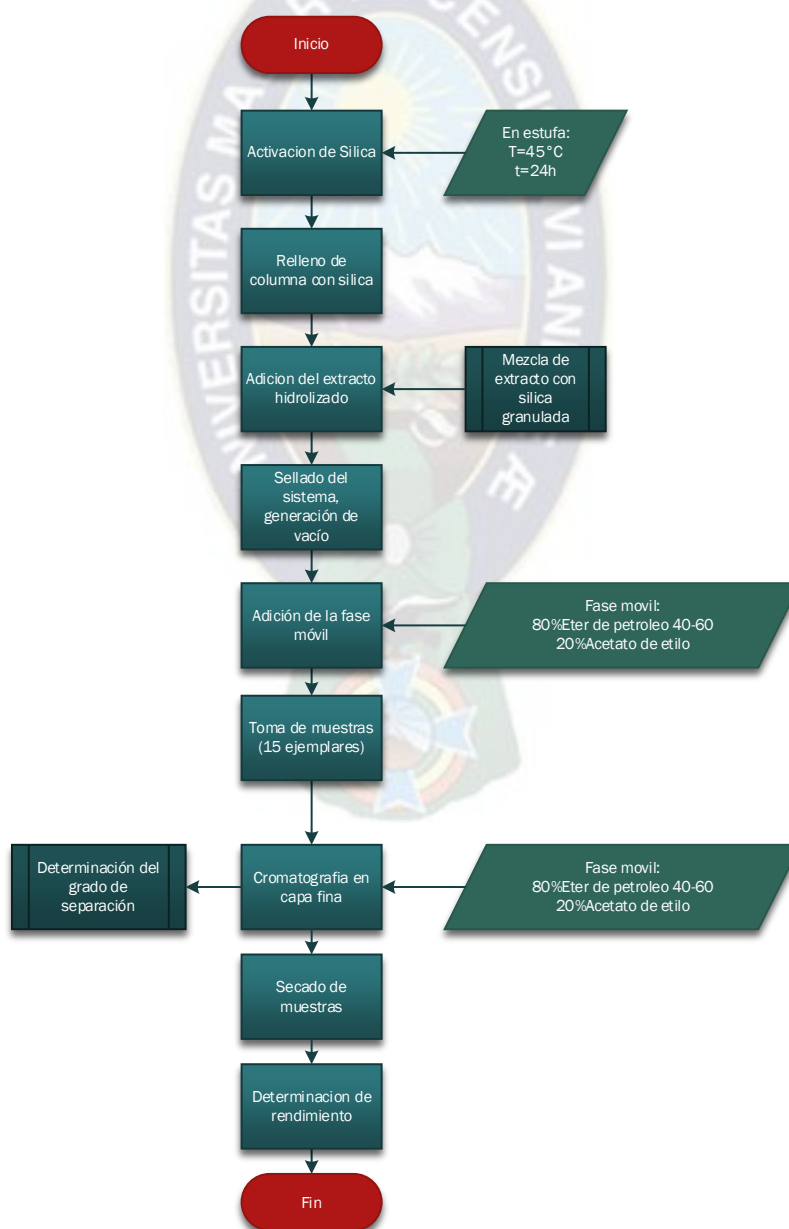 Inicio
Activacion de Silica
En estufa:
T=45°C
t=24h
Relleno de
columna con silica
Adicion del extracto
hidrolizado
Mezcla de
extracto con
silica
granulada
Sellado del
sistema,
generación de
vacío
Adición de la fase
móvil
Fase movil:
80%Eter de petroleo 40-60
20%Acetato de etilo
Toma de muestras
(15 ejemplares)
Determinación del
grado de
separación
Cromatografia en
capa fina
Fase movil:
80%Eter de petroleo 40-60
20%Acetato de etilo
Secado de
muestras
Determinacion de
rendimiento
Fin